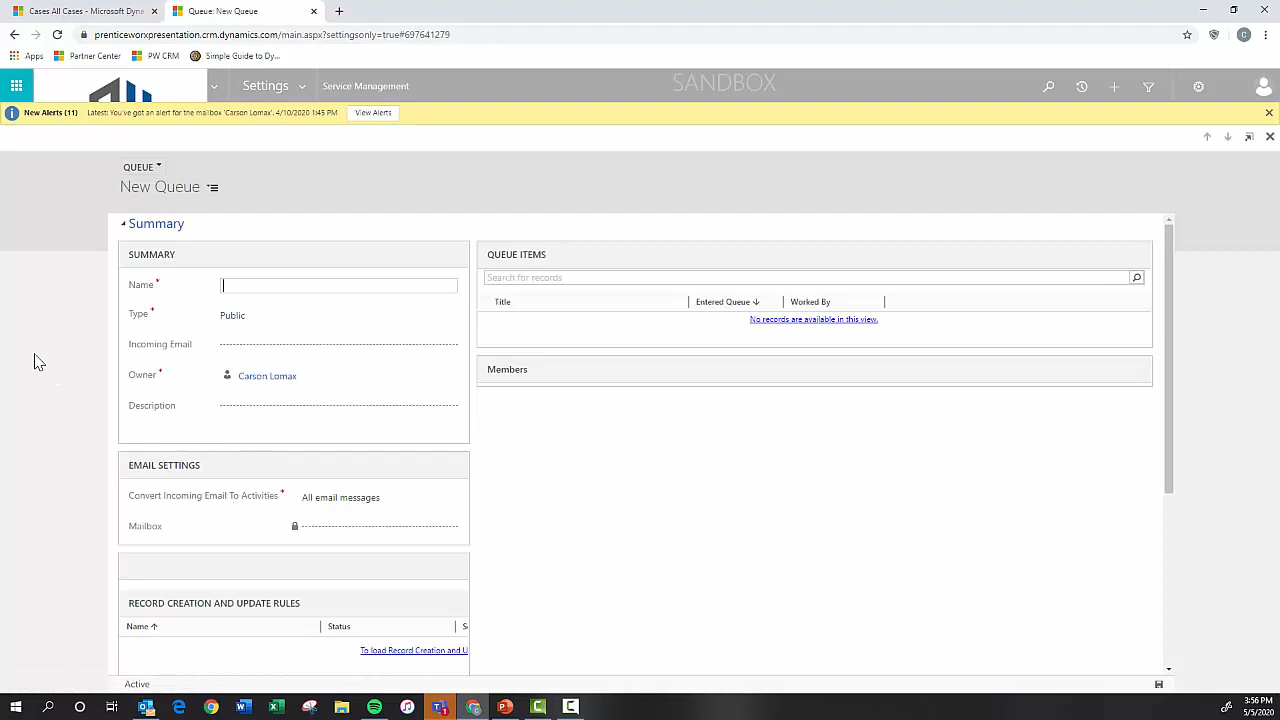 Cases All Cases - Microsoft Dyna
Queue: New Queue
prenticeworxpresentation.crm.dynamics.com/main.aspx?settingsonly=true#697641279
C
Apps
Partner Center
PW CRM
Simple Guide to Dy...
Settings
Service Management
SANDBOX
New Alerts (11)
Latest: You've got an alert for the mailbox 'Carson Lomax'. 4/10/2020 1:45 PM
View Alerts
QUEUE
New Queue
Summary
SUMMARY
Name *
Type *
Public
Incoming Email
Owner *
Carson Lomax
Description
QUEUE ITEMS
Search for records
Title
Entered Queue ↓
Worked By
No records are available in this view.
Members
EMAIL SETTINGS
Convert Incoming Email To Activities *
All email messages
Mailbox
RECORD CREATION AND UPDATE RULES
Name ↑
Status
S
To load Record Creation and U
Active
3:56 PM
5/5/2020